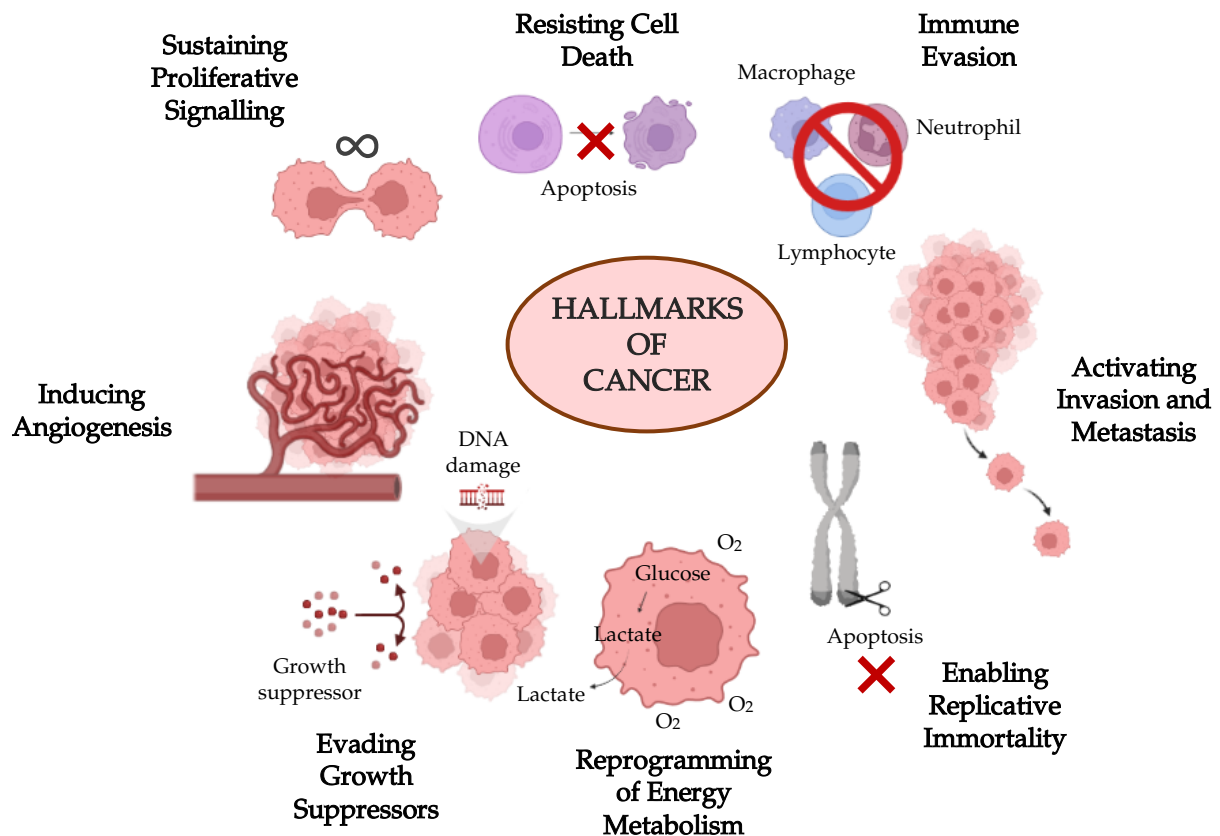 Sustaining
Proliferative
Signalling
∞
Resisting Cell
Death
Apoptosis
Immune
Evasion
Macrophage
Neutrophil
Lymphocyte
HALLMARKS
OF
CANCER
Inducing
Angiogenesis
Activating
Invasion and
Metastasis
DNA
damage
Growth
suppressor
Evading
Growth
Suppressors
O₂
Glucose
Lactate
Lactate
O₂
O₂
Reprogramming
of Energy
Metabolism
Apoptosis
Enabling
Replicative
Immortality